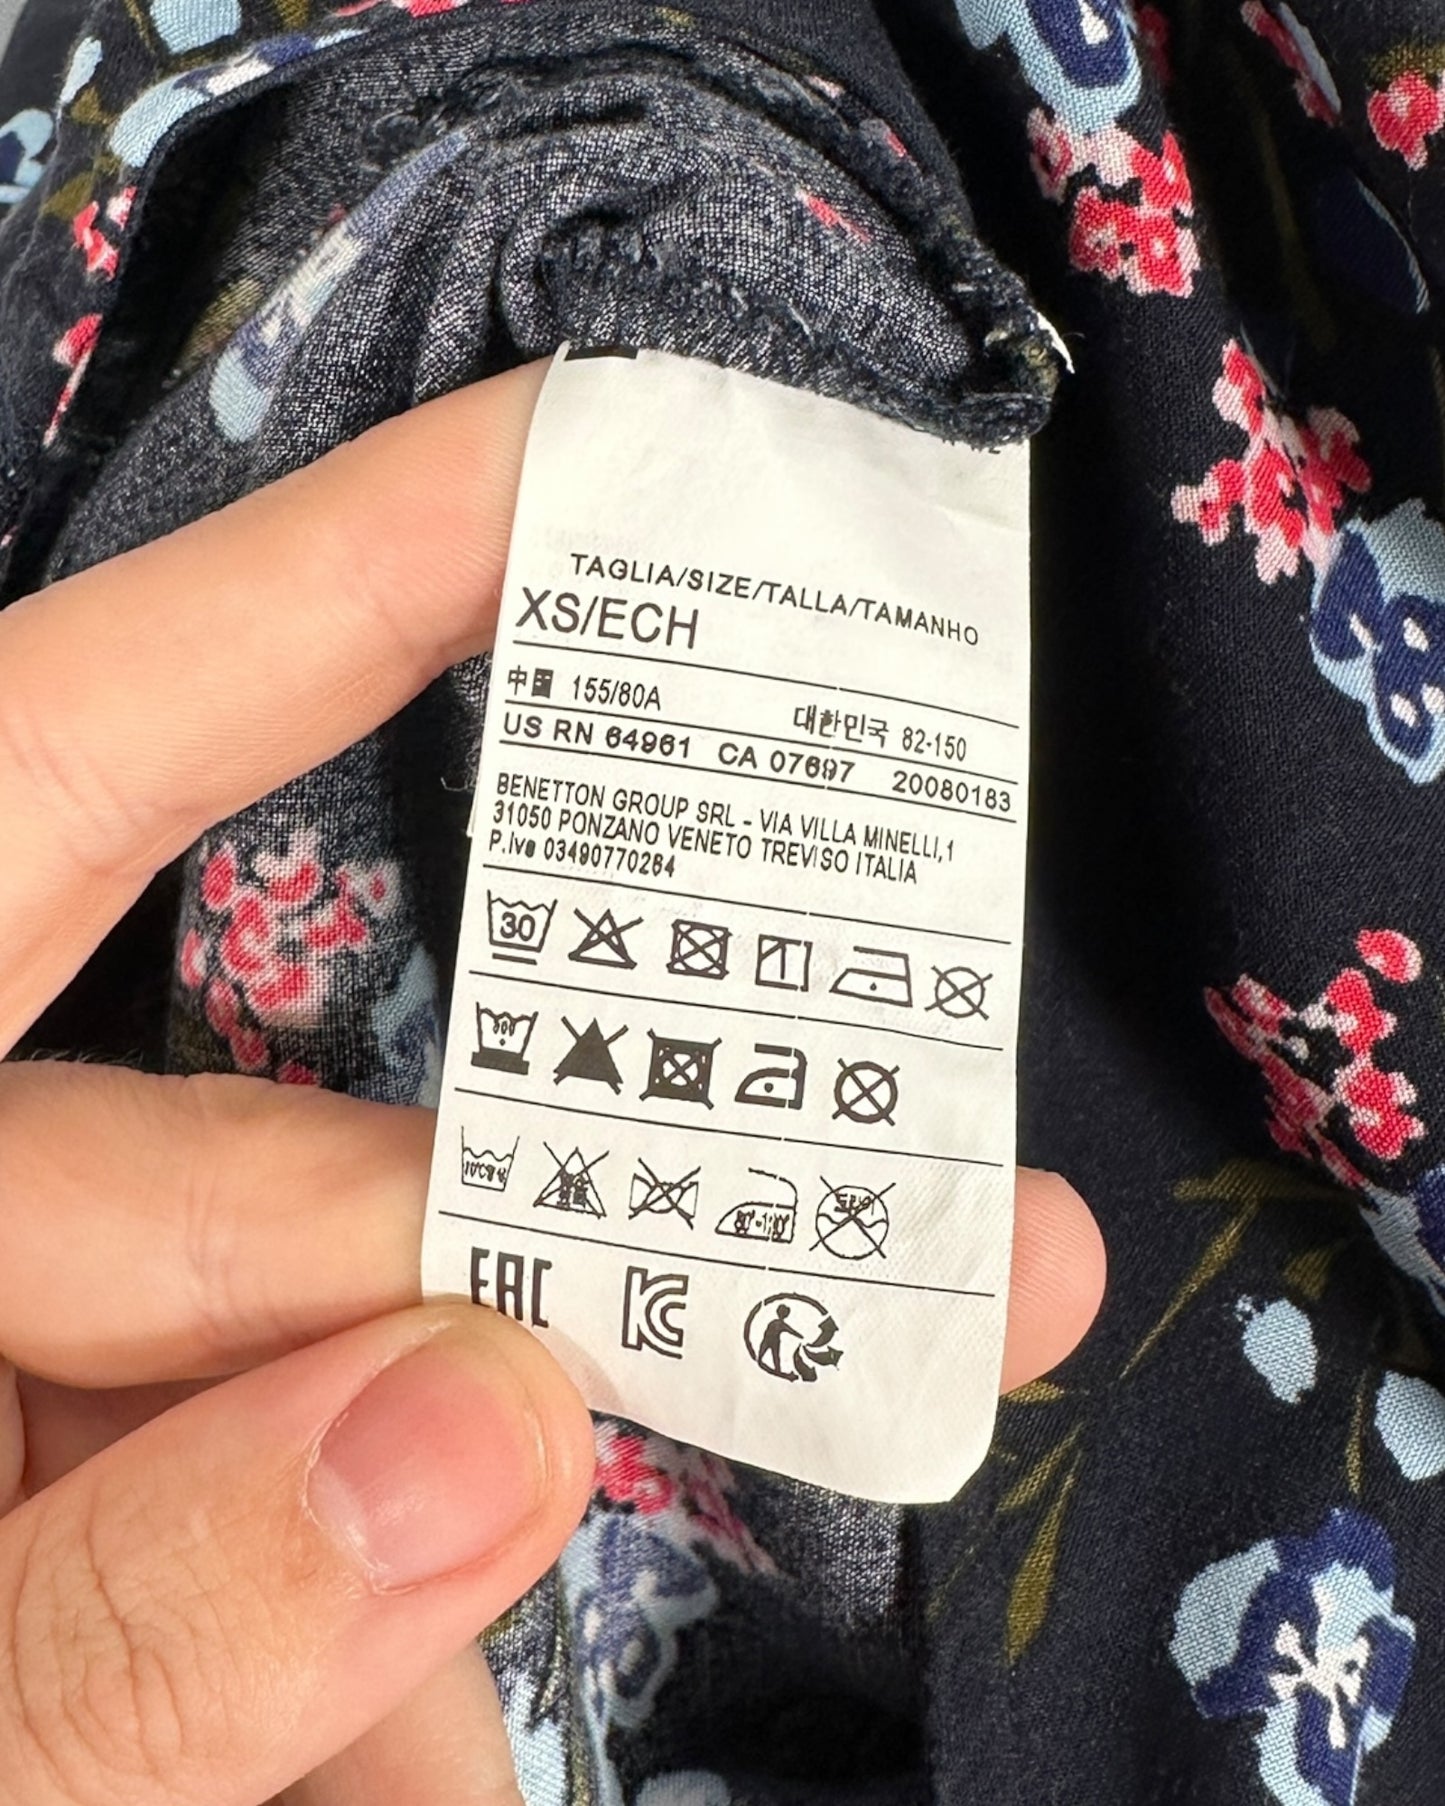 TAGLIA/SIZE/TALLA/TAMANHO
XS/ECH
中国 155/80A 대한민국 82-150
US RN 64961 CA 07697 20080183
BENETTON GROUP SRL - VIA VILLA MINELLI,1
31050 PONZANO VENETO TREVISO ITALIA
P.Iva 03490770264
30
EAC